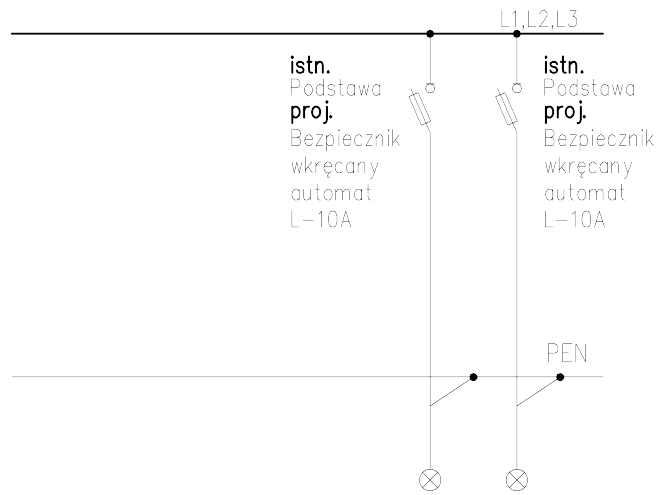 L1,L2,L3
istn.
Podstawa
proj.
Bezpiecznik
wkręcany
automat
L-10A
istn.
Podstawa
proj.
Bezpiecznik
wkręcany
automat
L-10A
PEN